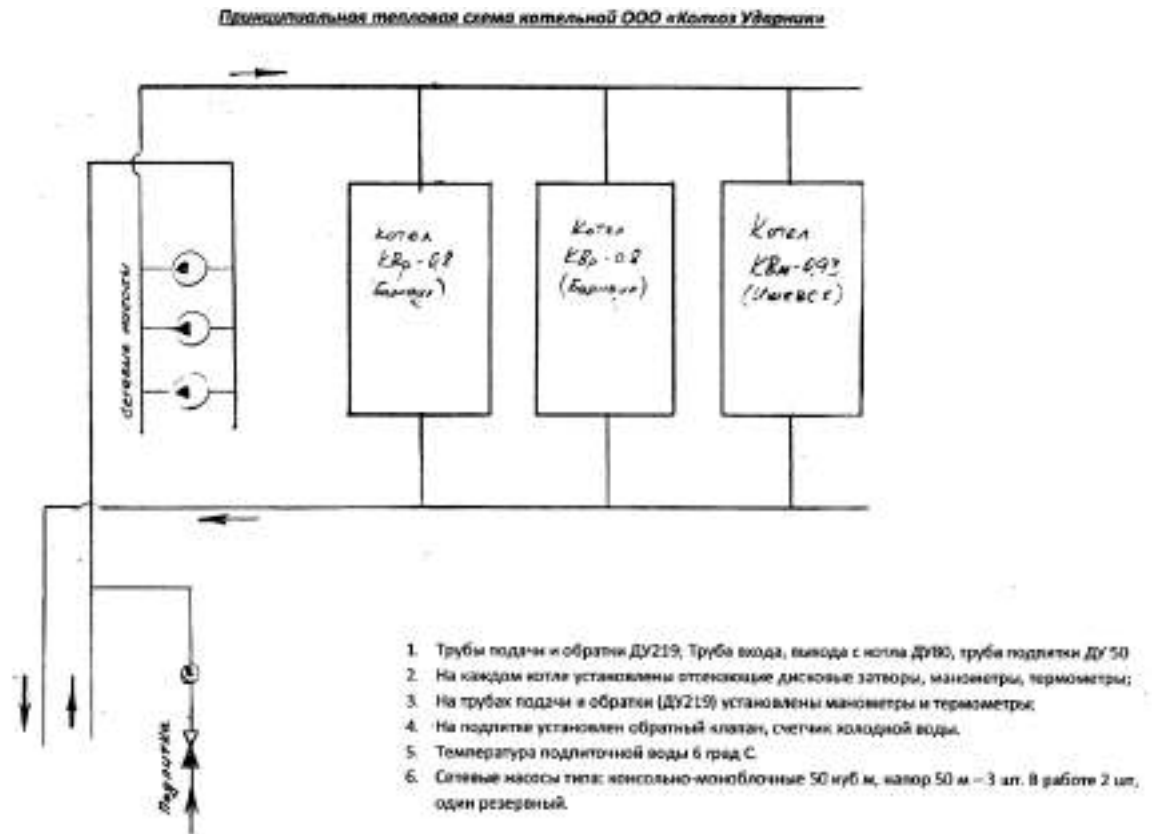 Принципиальная тепловая схема котельной ООО «Колхоз Ударник»
Котел
КВр-0,8
(Барнаул)
Котел
КВр-0.8
(Барнаул)
Котел
КВм-0,93
(Ижевск)
Сетевые насосы
Подпитка
1. Трубы подачи и обратки ДУ219; Труба входа, вывода с котла ДУ80, труба подпитки ДУ 50
2. На каждом котле установлены отсекающие дисковые затворы, манометры, термометры;
3. На трубах подачи и обратки (ДУ219) установлены манометры и термометры;
4. На подпитке установлен обратный клапан, счетчик холодной воды.
5. Температура подпиточной воды 6 град С.
6. Сетевые насосы типа: консольно-моноблочные 50 куб м, напор 50 м – 3 шт. В работе 2 шт,
один резервный.